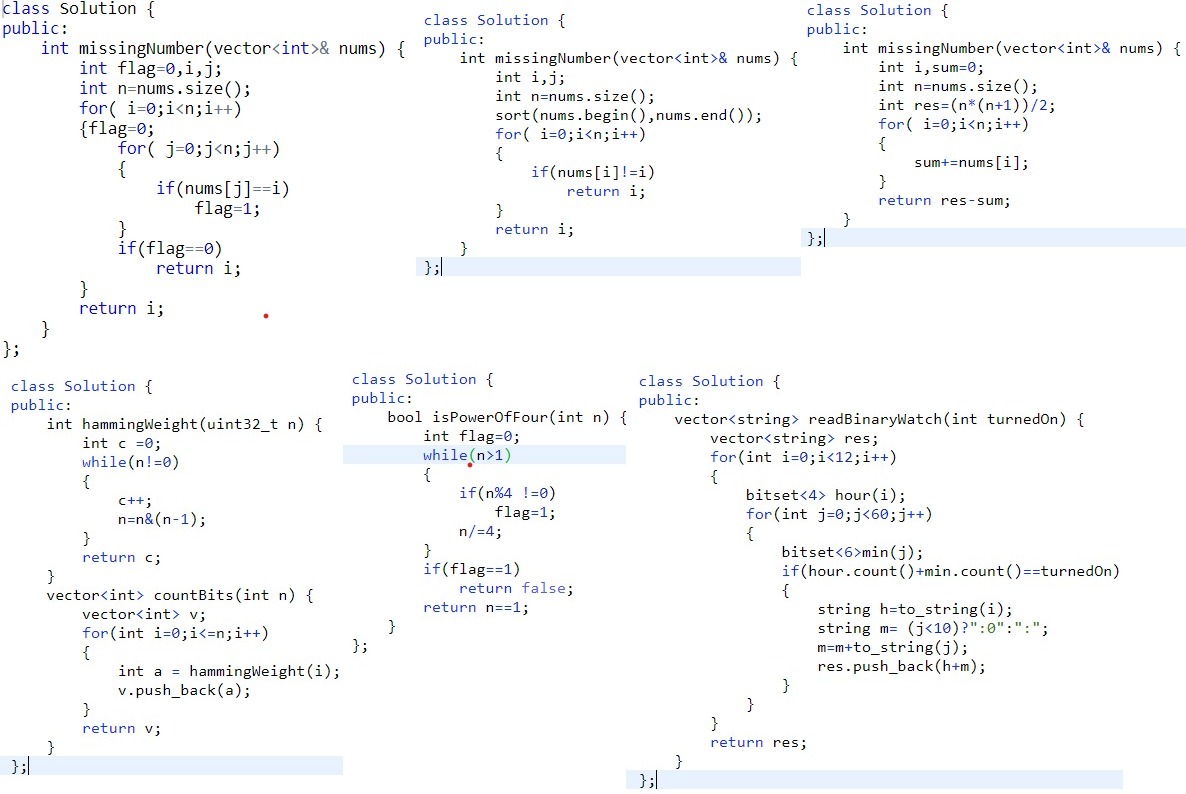 class Solution {
public:
    int missingNumber(vector<int>& nums) {
        int flag=0,i,j;
        int n=nums.size();
        for( i=0;i<n;i++)
        {flag=0;
            for( j=0;j<n;j++)
            {
                if(nums[j]==i)
                    flag=1;
            }
            if(flag==0)
                return i;
        }
        return i;
    }
};
class Solution {
public:
    int missingNumber(vector<int>& nums) {
        int i,j;
        int n=nums.size();
        sort(nums.begin(),nums.end());
        for( i=0;i<n;i++)
        {
            if(nums[i]!=i)
                return i;
        }
        return i;
    }
};
class Solution {
public:
    int missingNumber(vector<int>& nums) {
        int i,sum=0;
        int n=nums.size();
        int res=(n*(n+1))/2;
        for( i=0;i<n;i++)
        {
            sum+=nums[i];
        }
        return res-sum;
    }
};
class Solution {
public:
    int hammingWeight(uint32_t n) {
        int c =0;
        while(n!=0)
        {
            c++;
            n=n&(n-1);
        }
        return c;
    }
    vector<int> countBits(int n) {
        vector<int> v;
        for(int i=0;i<=n;i++)
        {
            int a = hammingWeight(i);
            v.push_back(a);
        }
        return v;
    }
};
class Solution {
public:
    bool isPowerOfFour(int n) {
        int flag=0;
        while(n>1)
        {
            if(n%4 !=0)
                flag=1;
            n/=4;
        }
        if(flag==1)
            return false;
        return n==1;
    }
};
class Solution {
public:
    vector<string> readBinaryWatch(int turnedOn) {
        vector<string> res;
        for(int i=0;i<12;i++)
        {
            bitset<4> hour(i);
            for(int j=0;j<60;j++)
            {
                bitset<6>min(j);
                if(hour.count()+min.count()==turnedOn)
                {
                    string h=to_string(i);
                    string m= (j<10)?":0":":";
                    m=m+to_string(j);
                    res.push_back(h+m);
                }
            }
        }
        return res;
    }
};